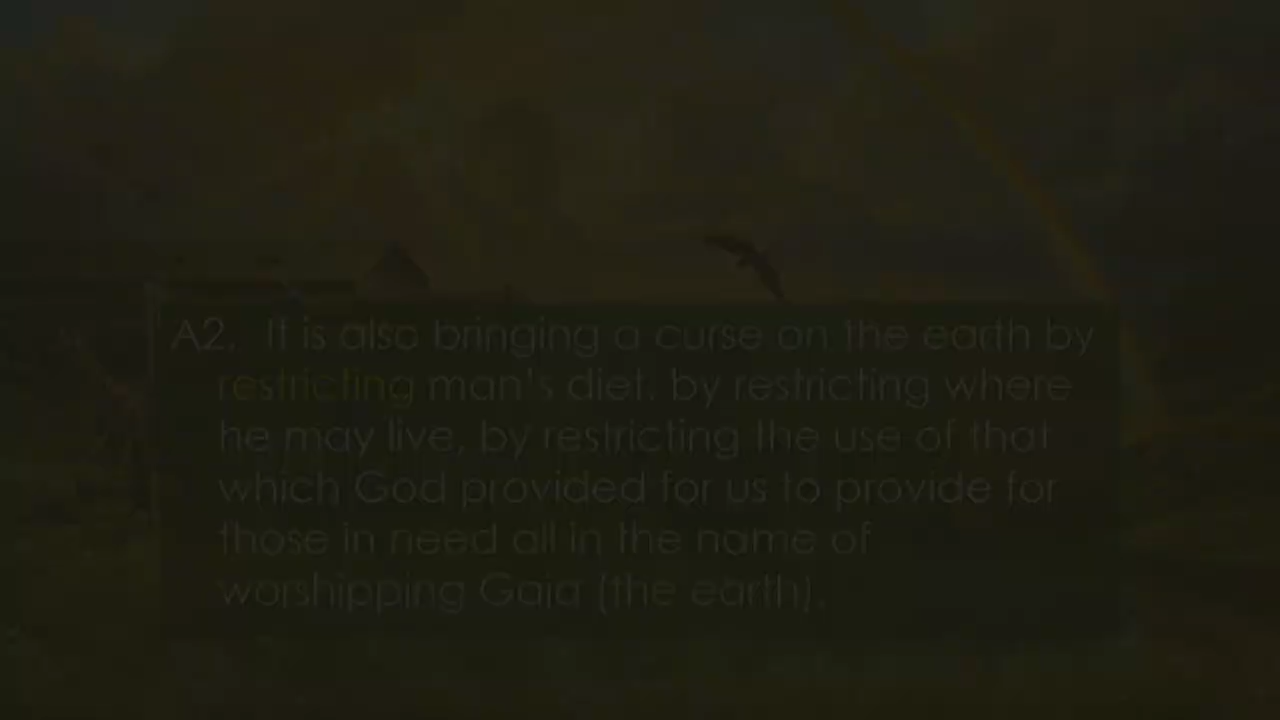 A2. It is also bringing a curse on the earth by
restricting man's diet, by restricting where
he may live, by restricting the use of that
which God provided for us to provide for
those in need all in the name of
worshipping Gaia (the earth).